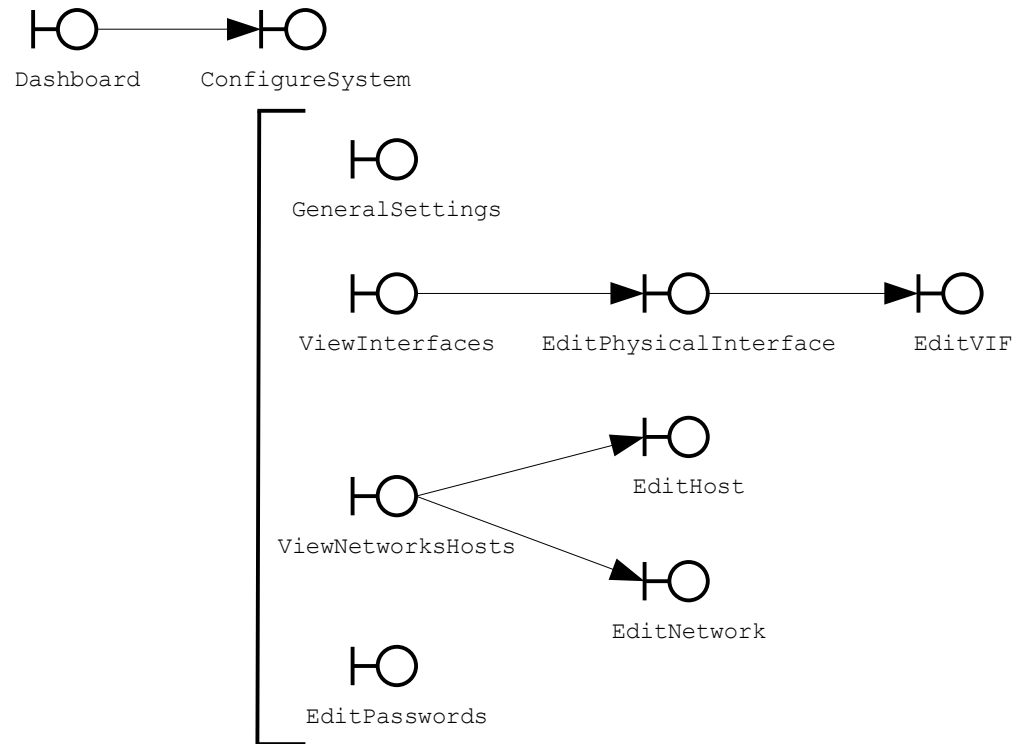 Dashboard
ConfigureSystem
GeneralSettings
ViewInterfaces
EditPhysicalInterface
EditVIF
EditHost
ViewNetworksHosts
EditNetwork
EditPasswords